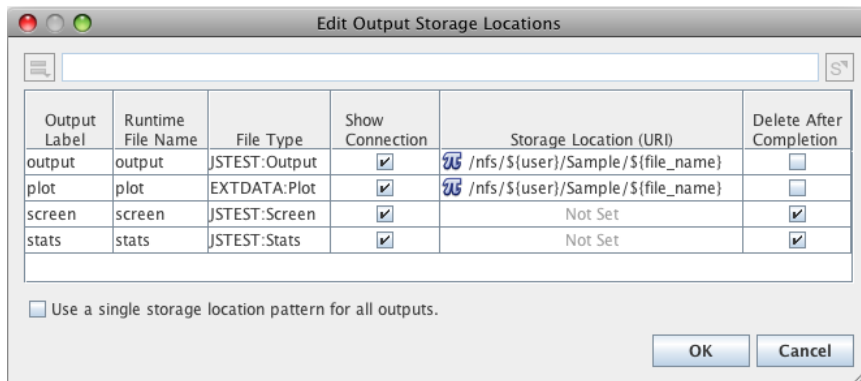 Edit Output Storage Locations
Output Label
Runtime File Name
File Type
Show Connection
Storage Location (URI)
Delete After Completion
output output JSTEST:Output /nfs/${user}/Sample/${file_name}
plot plot EXTDATA:Plot /nfs/${user}/Sample/${file_name}
screen screen JSTEST:Screen Not Set
stats stats JSTEST:Stats Not Set
Use a single storage location pattern for all outputs.
OK Cancel